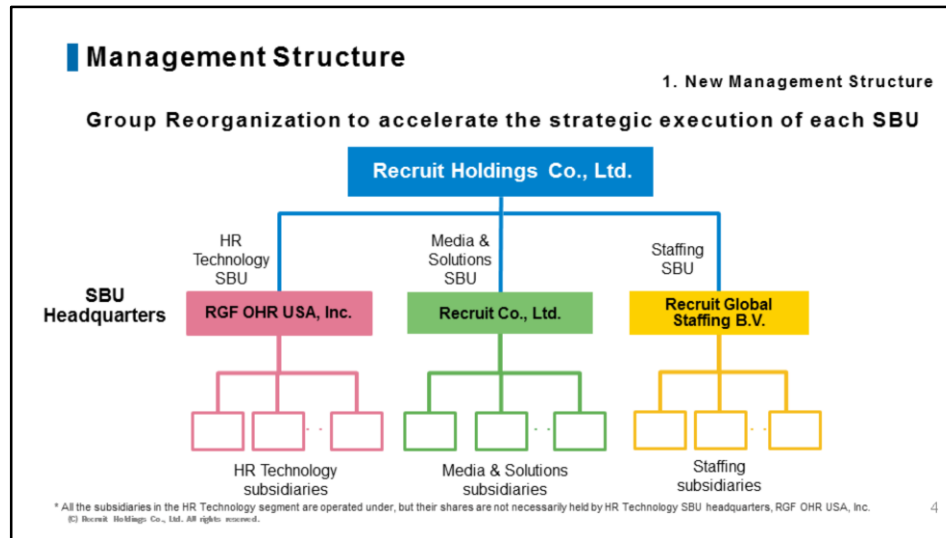 Management Structure
1. New Management Structure
Group Reorganization to accelerate the strategic execution of each SBU
Recruit Holdings Co., Ltd.
HR
Technology
SBU
Media &
Solutions
SBU
Staffing
SBU
SBU
Headquarters
RGF OHR USA, Inc.
Recruit Co., Ltd.
Recruit Global
Staffing B.V.
HR Technology
subsidiaries
Media & Solutions
subsidiaries
Staffing
subsidiaries
* All the subsidiaries in the HR Technology segment are operated under, but their shares are not necessarily held by HR Technology SBU headquarters, RGF OHR USA, Inc.
(C) Recruit Holdings Co., Ltd. All rights reserved.
4